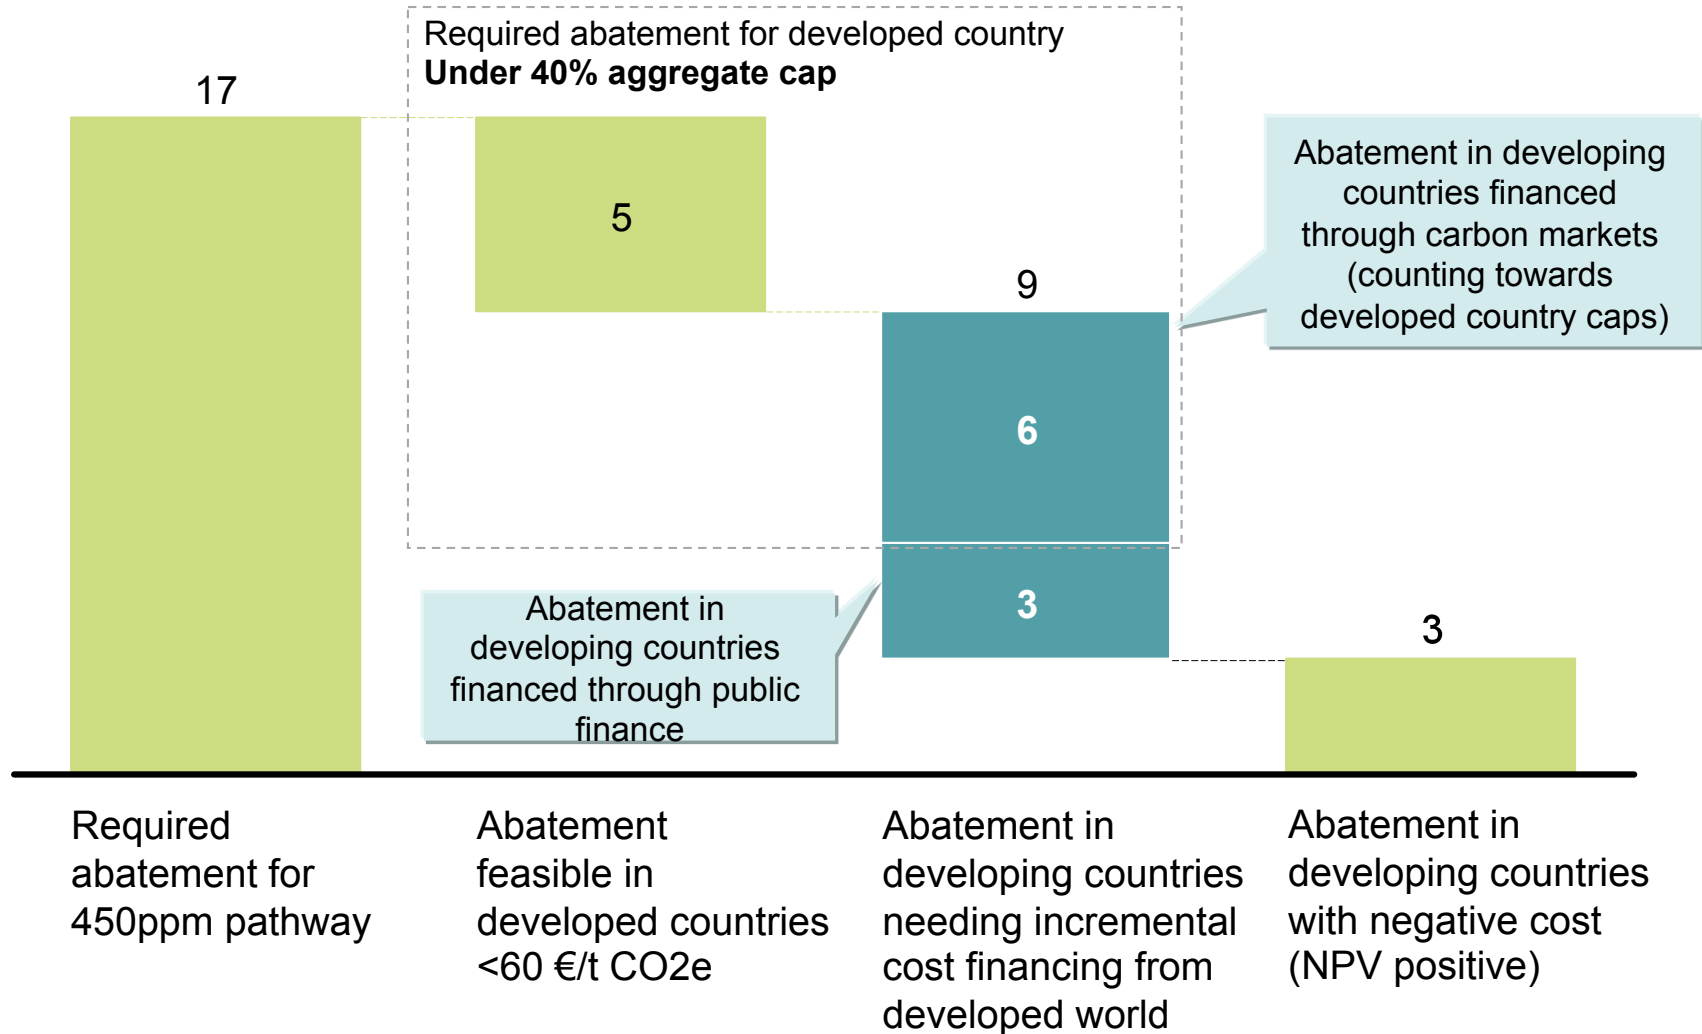 Required abatement for developed country
Under 40% aggregate cap
17
5
9
6
3
3
Abatement in developing
countries financed
through carbon markets
(counting towards
developed country caps)
Abatement in
developing countries
financed through public
finance
Required
abatement for
450ppm pathway
Abatement
feasible in
developed countries
<60 €/t CO2e
Abatement in
developing countries
needing incremental
cost financing from
developed world
Abatement in
developing countries
with negative cost
(NPV positive)